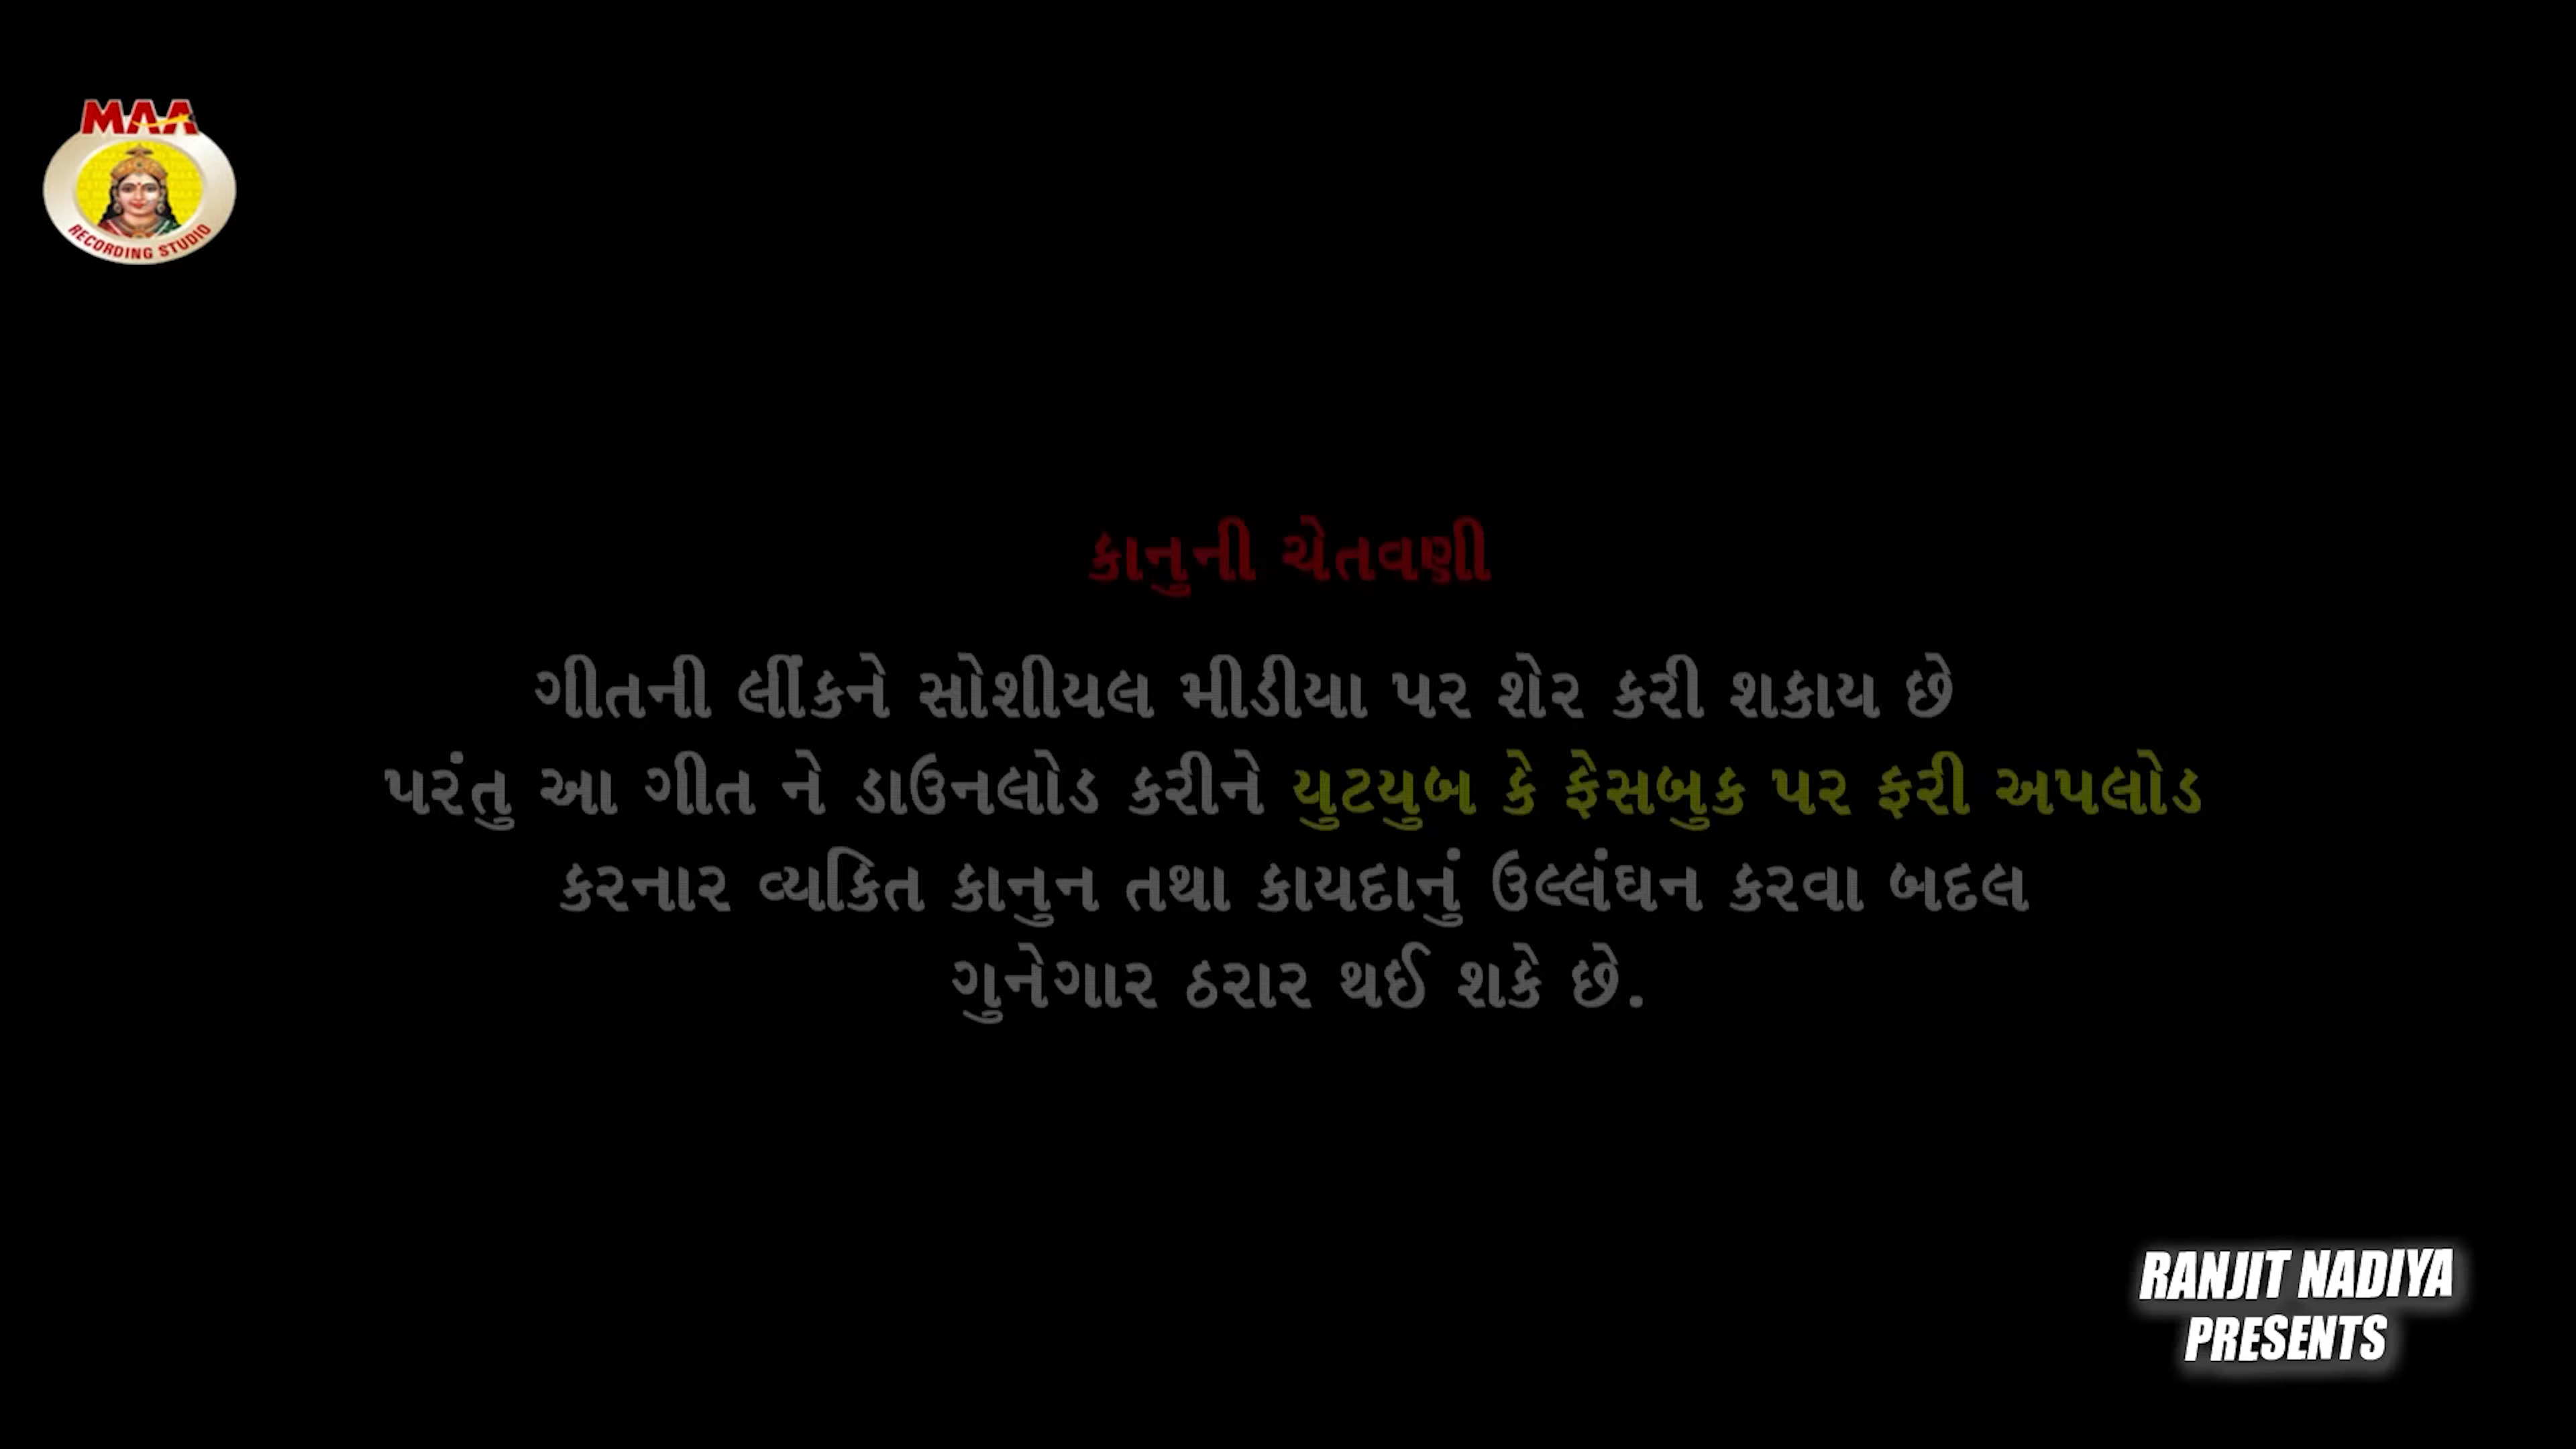 MAA
RECORDING STUDIO
કાનુની ચેતવણી
ગીતની લીંકને સોશીયલ મીડીયા પર શેર કરી શકાય છે
પરંતુ આ ગીત ને ડાઉનલોડ કરીને યુટયુબ કે ફેસબુક પર ફરી અપલોડ
કરનાર વ્યકિત કાનુન તથા કાયદાનું ઉલ્લંઘન કરવા બદલ
ગુનેગાર ઠરાર થઈ શકે છે.
RANJIT NADIYA
PRESENTS